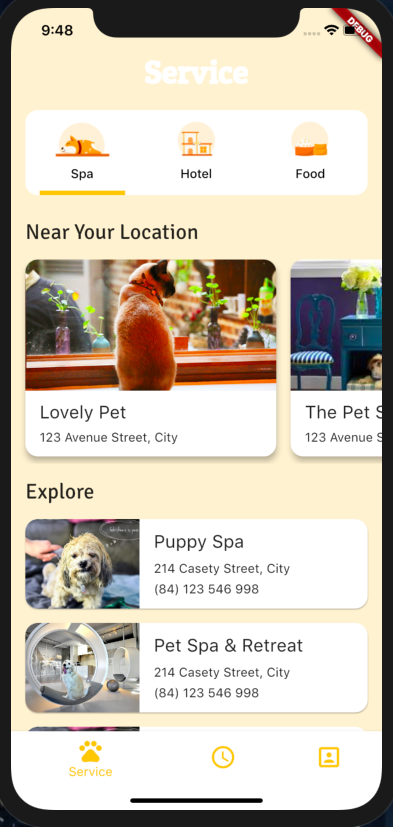 9:48
DEBUG
Service
Spa
Hotel
Food
Near Your Location
Lovely Pet
123 Avenue Street, City
The Pet S
123 Avenue S
Explore
Puppy Spa
214 Casety Street, City
(84) 123 546 998
Pet Spa & Retreat
214 Casety Street, City
(84) 123 546 998
Service